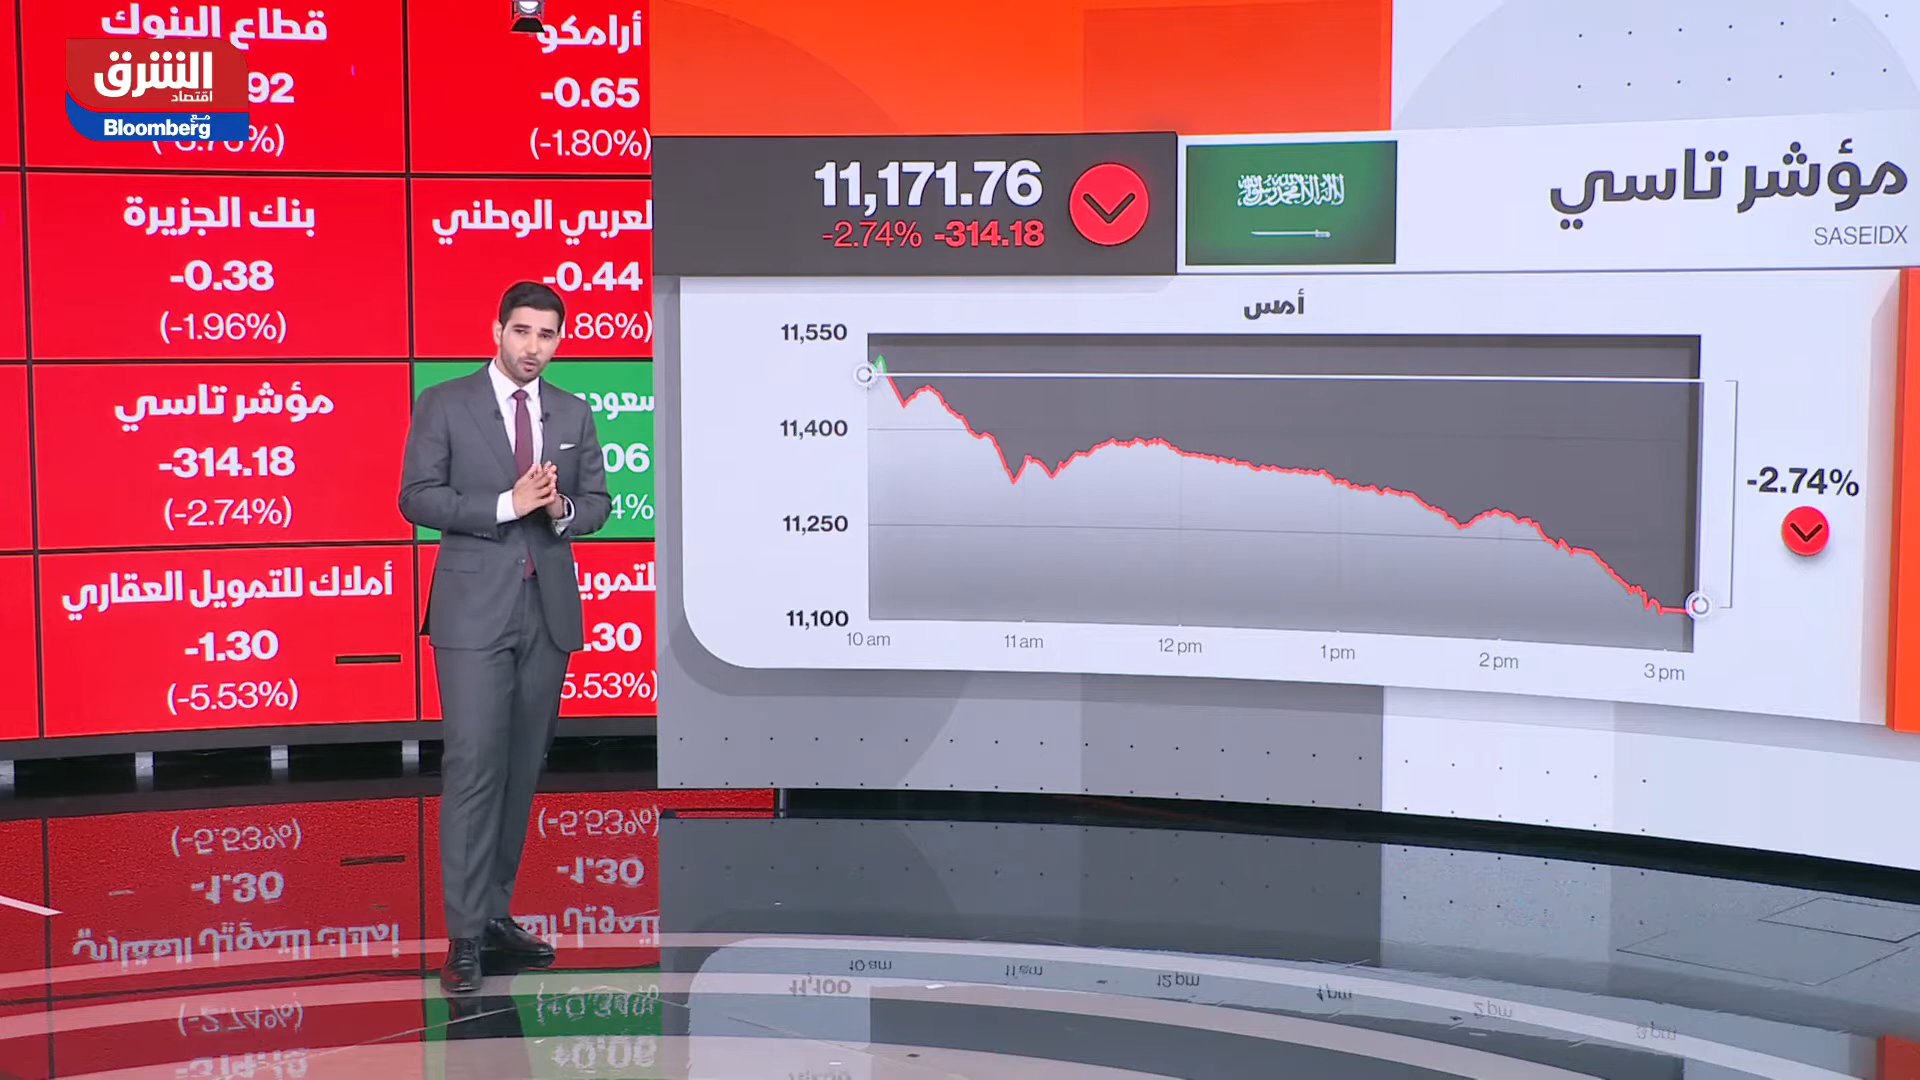 الشرق
اقتصاد
مع
Bloomberg
قطاع البنوك
92
أرامكو
-0.65
(-1.80%)
بنك الجزيرة
-0.38
(-1.96%)
العربي الوطني
-0.44
.86%)
مؤشر تاسي
-314.18
(-2.74%)
06
4%
أملاك للتمويل العقاري
-1.30
(-5.53%)
.30
5.53%)
11,171.76
-2.74% -314.18
لا إله إلا الله محمد رسول الله
مؤشر تاسي
SASEIDX
أمس
11,550
11,400
11,250
11,100
10 am
11 am
12 pm
1 pm
2 pm
3 pm
-2.74%